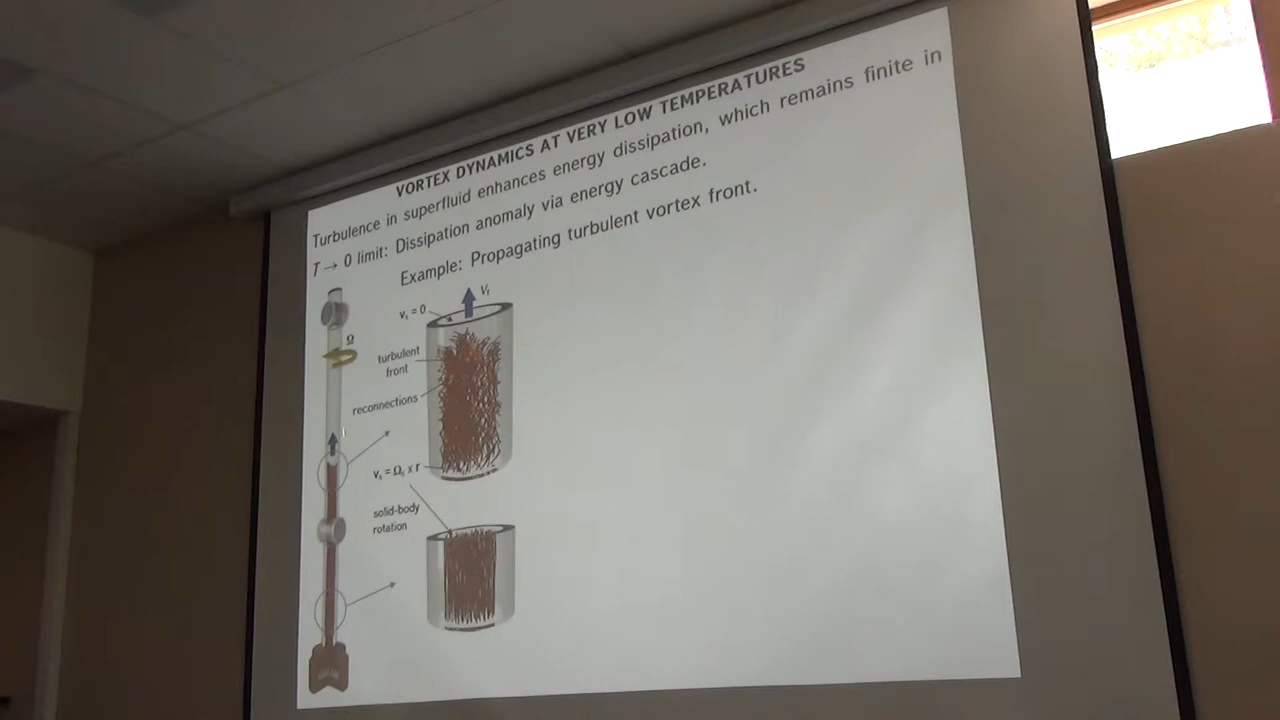 VORTEX DYNAMICS AT VERY LOW TEMPERATURES
Turbulence in superfluid enhances energy dissipation, which remains finite in
T → 0 limit: Dissipation anomaly via energy cascade.
Example: Propagating turbulent vortex front.
Vf
vs = 0
Ω
turbulent
front
reconnections
vs = Ωs x r
solid-body
rotation